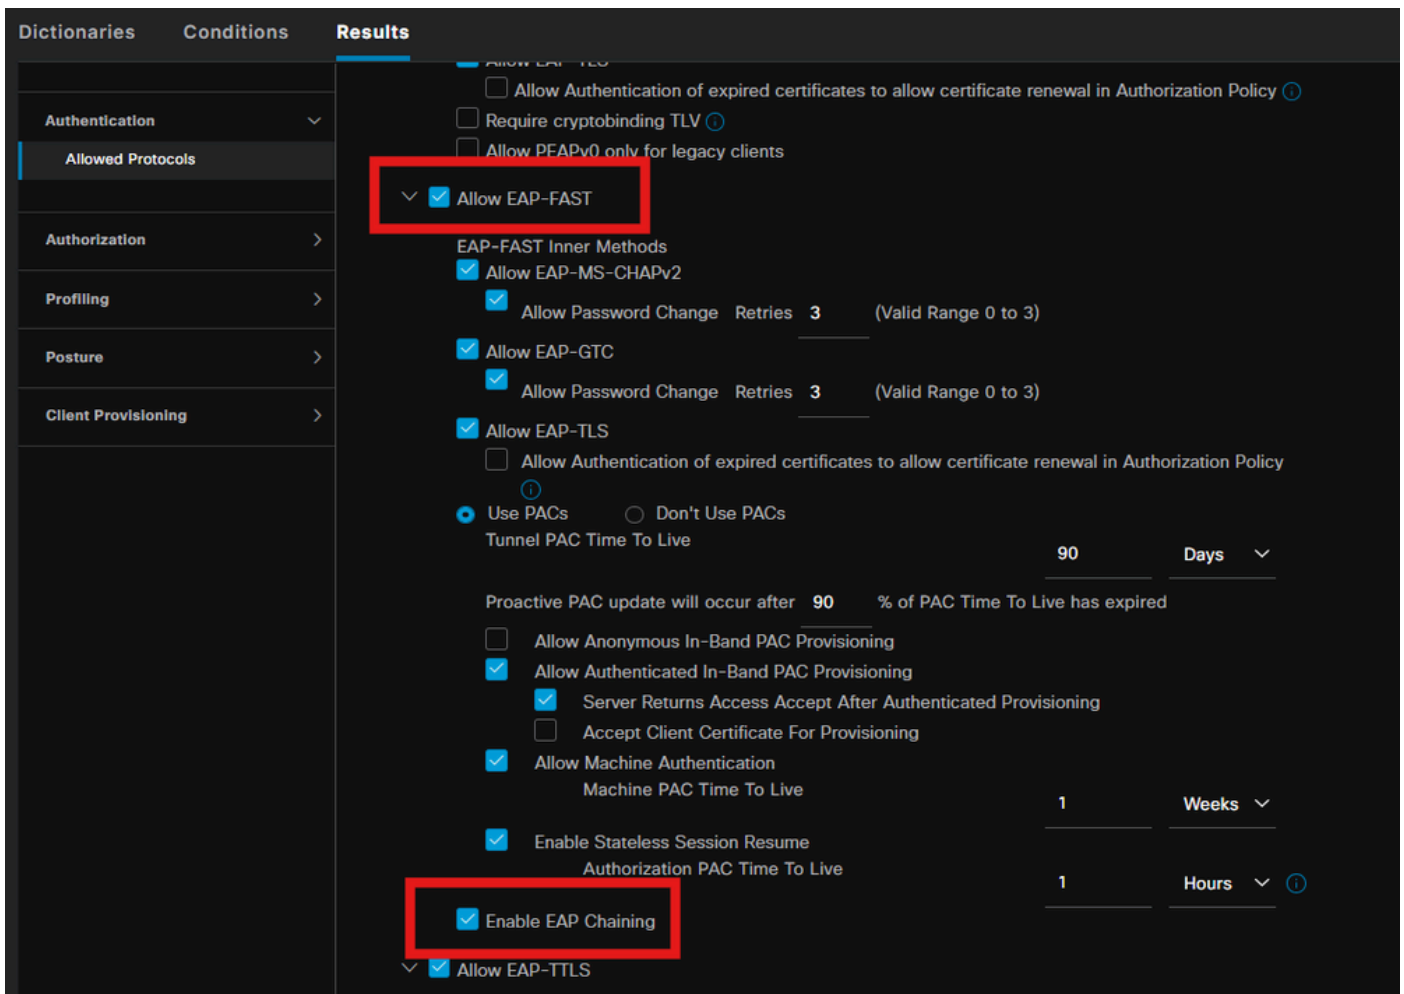 Dictionaries Conditions Results
Allow EAP-TLS
Allow Authentication of expired certificates to allow certificate renewal in Authorization Policy
Authentication
Require cryptobinding TLV
Allowed Protocols
Allow PEAPv0 only for legacy clients
Allow EAP-FAST
Authorization
EAP-FAST Inner Methods
Allow EAP-MS-CHAPv2
Profiling
Allow Password Change Retries 3 (Valid Range 0 to 3)
Posture
Allow EAP-GTC
Allow Password Change Retries 3 (Valid Range 0 to 3)
Client Provisioning
Allow EAP-TLS
Allow Authentication of expired certificates to allow certificate renewal in Authorization Policy
Use PACs Don't Use PACs
Tunnel PAC Time To Live 90 Days
Proactive PAC update will occur after 90 % of PAC Time To Live has expired
Allow Anonymous In-Band PAC Provisioning
Allow Authenticated In-Band PAC Provisioning
Server Returns Access Accept After Authenticated Provisioning
Accept Client Certificate For Provisioning
Allow Machine Authentication
Machine PAC Time To Live 1 Weeks
Enable Stateless Session Resume
Authorization PAC Time To Live 1 Hours
Enable EAP Chaining
Allow EAP-TTLS